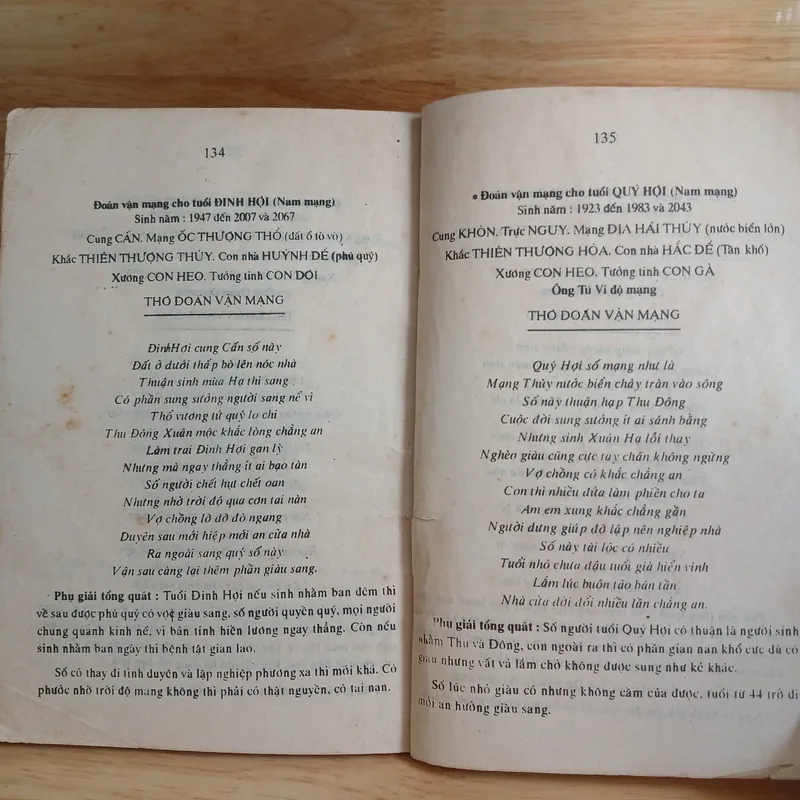 134
Đoán vận mạng cho tuổi ĐINH HỢI (Nam mạng)
Sinh năm : 1947 đến 2007 và 2067
Cung CẤN. Mạng ỐC THƯỢNG THỔ (đất ổ tò vò)
Khắc THIÊN THƯỢNG THỦY. Con nhà HUỲNH ĐẾ (phú quý)
Xương CON HEO. Tướng tinh CON DƠI
THƠ ĐOÁN VẬN MẠNG
Đinh Hợi cung Cấn số này
Đất ở dưới thấp bò lên nóc nhà
Thuận sinh mùa Hạ thì sang
Có phần sung sướng người sang nể vì
Thổ vương tứ quý lo chi
Thu Đông Xuân mộc khắc lòng chẳng an
Làm trai Đinh Hợi gan lỳ
Nhưng mà ngay thẳng ít ai bạo tàn
Số người chết hụt chết oan
Nhưng nhờ trời độ qua cơn tai nàn
Vợ chồng lỡ dở đò ngang
Duyên sau mới hiệp mới an cửa nhà
Ra ngoài sang quý số này
Vận sau càng lại thêm phần giàu sang.
Phụ giải tổng quát : Tuổi Đinh Hợi nếu sinh nhằm ban đêm thì
về sau được phú quý có vợ giàu sang, số người quyền quý, mọi người
chung quanh kính nể, vì bản tính hiền lương ngay thẳng. Còn nếu
sinh nhằm ban ngày thì bệnh tật gian lao.
Số có thay đi tình duyên và lập nghiệp phương xa thì mới khá. Có
phước nhờ trời độ mạng không thì phải có thật nguyền, có tai nạn.
135
* Đoán vận mạng cho tuổi QUÝ HỢI (Nam mạng)
Sinh năm : 1923 đến 1983 và 2043
Cung KHÔN. Trực NGUY. Mạng ĐỊA HẢI THỦY (nước biển lớn)
Khắc THIÊN THƯỢNG HỎA. Con nhà HẮC ĐẾ (Tân khổ)
Xương CON HEO. Tướng tinh CON GÀ
Ông Tú Vi độ mạng
THƠ ĐOÁN VẬN MẠNG
Quý Hợi số mạng như là
Mạng Thủy nước biển chảy tràn vào sông
Số này thuận hạp Thu Đông
Cuộc đời sung sướng ít ai sánh bằng
Nhưng sinh Xuân Hạ lỗi thay
Nghèo giàu cũng cực tay chân không ngừng
Vợ chồng có khắc chẳng an
Con thì nhiều đứa làm phiền cho ta
Am em xung khắc chẳng gần
Người dưng giúp đỡ lập nên nghiệp nhà
Số này tài lộc có nhiều
Tuổi nhỏ chưa đậu tuổi già hiển vinh
Lắm lúc buôn tảo bán tần
Nhà cửa dời đổi nhiều lần chẳng an.
Phụ giải tổng quát : Số người tuổi Quý Hợi có thuận là người sinh
nhằm Thu và Đông, còn ngoài ra thì có phần gian nan khổ cực dù có
giàu nhưng vất vả lắm chớ không được sung như kẻ khác.
Số lúc nhỏ giàu có nhưng không cầm của được, tuổi từ 44 trở đi
mới an hưởng giàu sang.